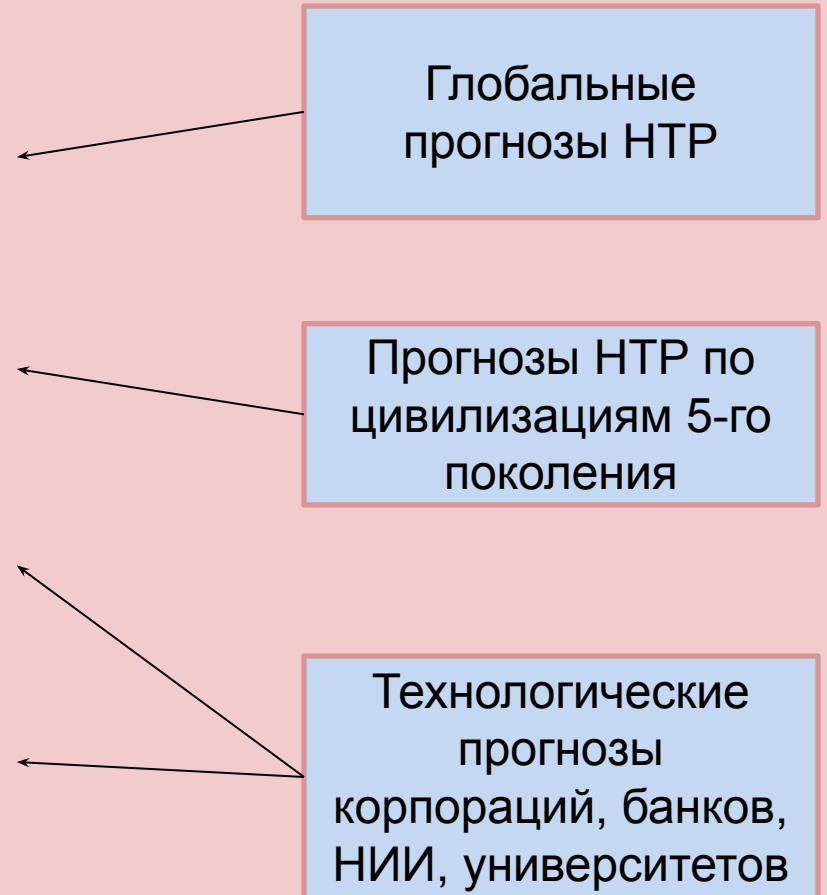 Глобальные
прогнозы НТР
Прогнозы НТР по
цивилизациям 5-го
поколения
Технологические
прогнозы
корпораций, банков,
НИИ, университетов